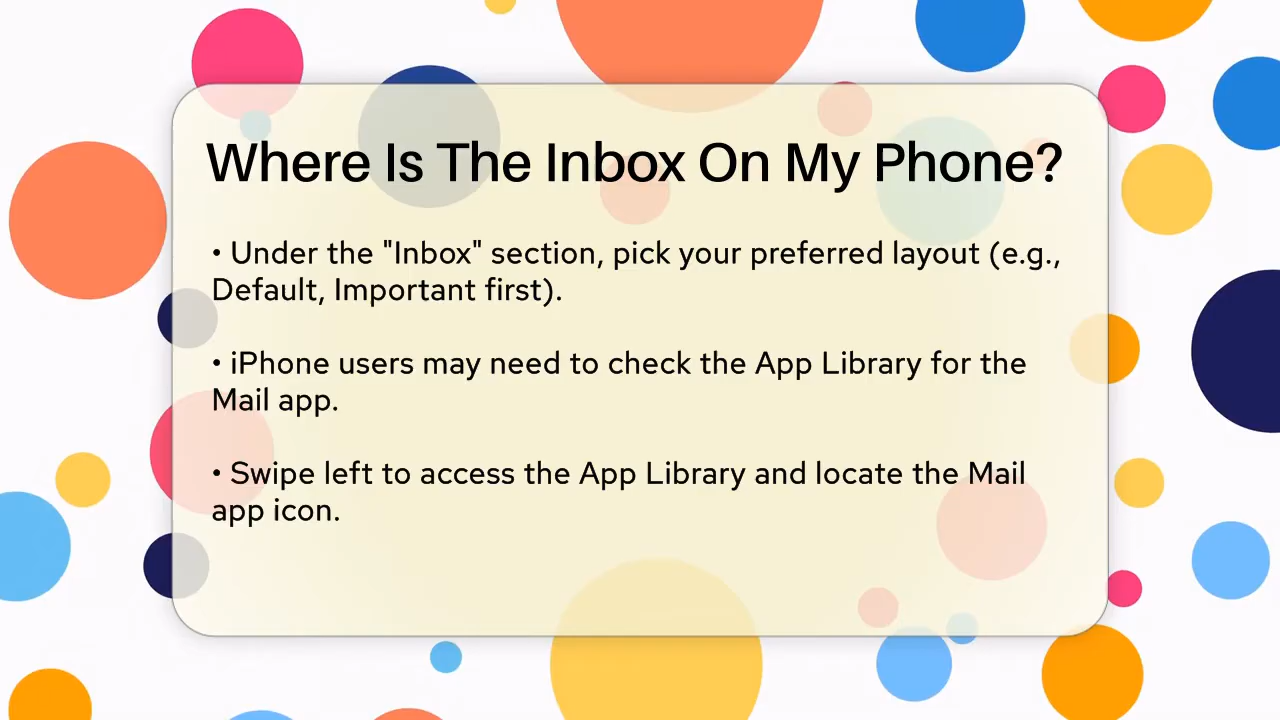 Where Is The Inbox On My Phone?
• Under the "Inbox" section, pick your preferred layout (e.g.,
Default, Important first).
• iPhone users may need to check the App Library for the
Mail app.
• Swipe left to access the App Library and locate the Mail
app icon.